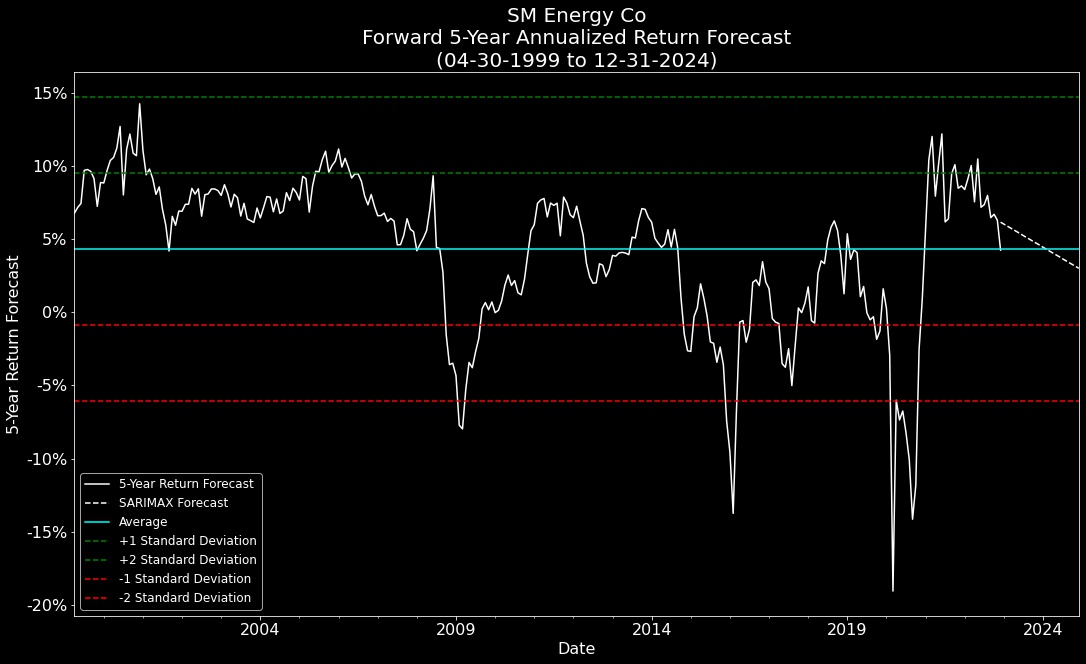 SM Energy Co
Forward 5-Year Annualized Return Forecast
(04-30-1999 to 12-31-2024)
5-Year Return Forecast
15%
10%
5%
0%
-5%
-10%
-15%
-20%
5-Year Return Forecast
SARIMAX Forecast
Average
+1 Standard Deviation
+2 Standard Deviation
-1 Standard Deviation
-2 Standard Deviation
2004
2009
2014
2019
2024
Date